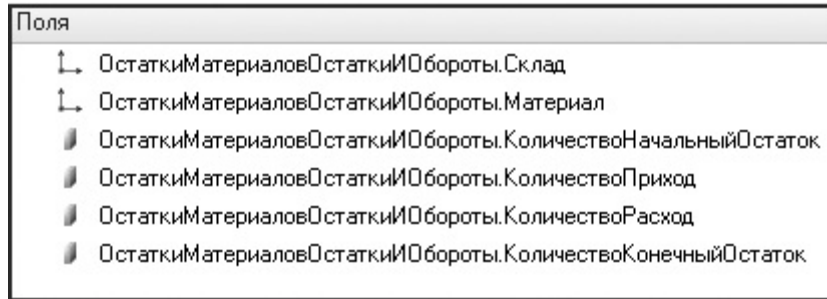 Поля
ОстаткиМатериаловОстаткиИОбороты.Склад
ОстаткиМатериаловОстаткиИОбороты.Материал
ОстаткиМатериаловОстаткиИОбороты.КоличествоНачальныйОстаток
ОстаткиМатериаловОстаткиИОбороты.КоличествоПриход
ОстаткиМатериаловОстаткиИОбороты.КоличествоРасход
ОстаткиМатериаловОстаткиИОбороты.КоличествоКонечныйОстаток